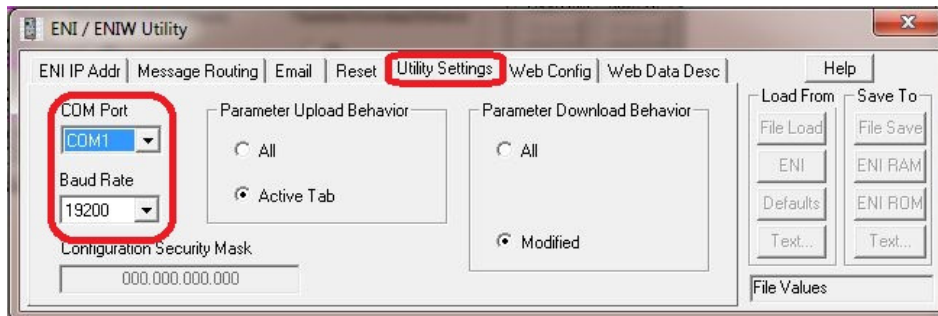 ENI / ENIW Utility
ENI IP Addr Message Routing Email Reset Utility Settings Web Config Web Data Desc Help
COM Port
COM1
Baud Rate
19200
Configuration Security Mask
000.000.000.000
Parameter Upload Behavior
All
Active Tab
Parameter Download Behavior
All
Modified
Load From
File Load
ENI
Defaults
Text...
Save To
File Save
ENI RAM
ENI ROM
Text...
File Values